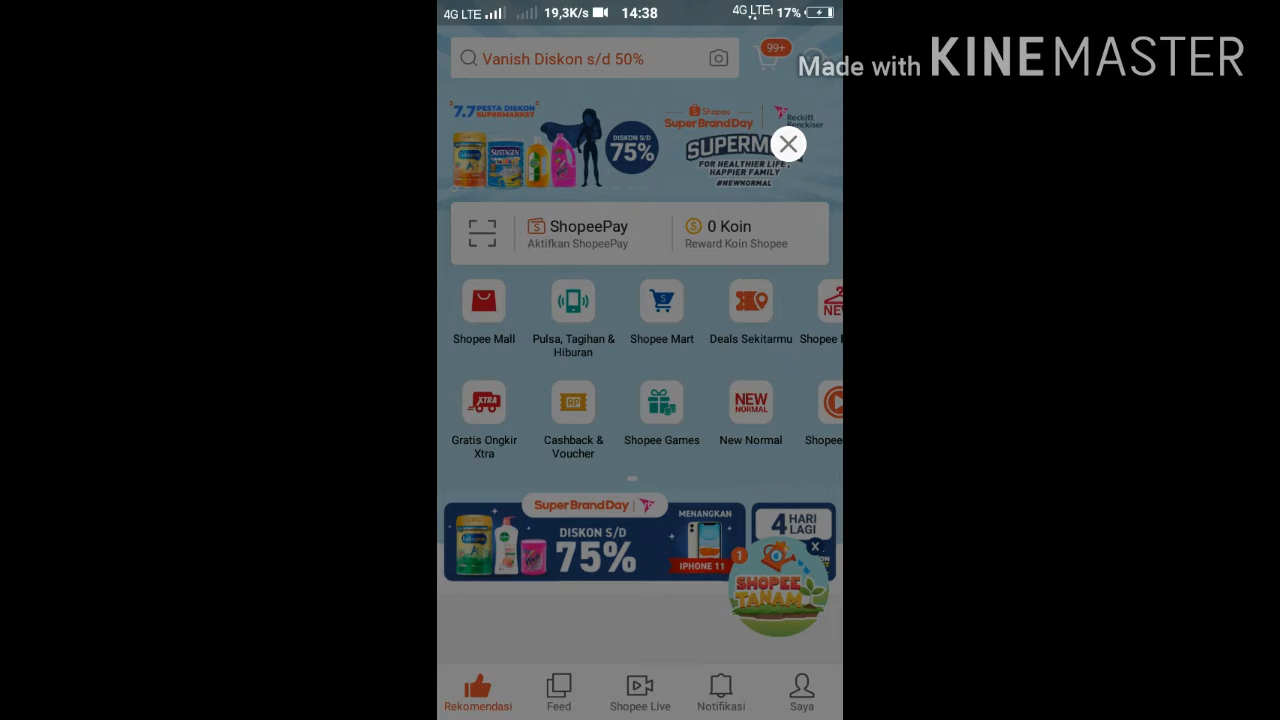 4G LTE 19,3K/s 14:38 4G LTE 17%
Made with KINEMASTER
Vanish Diskon s/d 50%
99+
7.7 PESTA DISKON
SUPERMARKET
SUSTAGEN
DISKON S/D
75%
Shopee
Super Brand Day
Reckitt
Benckiser
SUPERM
FOR HEALTHIER LIFE,
HAPPIER FAMILY
#NEWNORMAL
ShopeePay
Aktifkan ShopeePay
0 Koin
Reward Koin Shopee
Shopee Mall
Pulsa, Tagihan &
Hiburan
S
Shopee Mart
Deals Sekitarmu
Shopee
XTRA
Gratis Ongkir
Xtra
RP
Cashback &
Voucher
Shopee Games
NEW
NORMAL
New Normal
Shopee
Super Brand Day
DISKON S/D
75%
MENANGKAN
IPHONE 11
4 HARI
LAGI
X
1
SHOPEE
TANAM
Rekomendasi
Feed
Shopee Live
Notifikasi
Saya